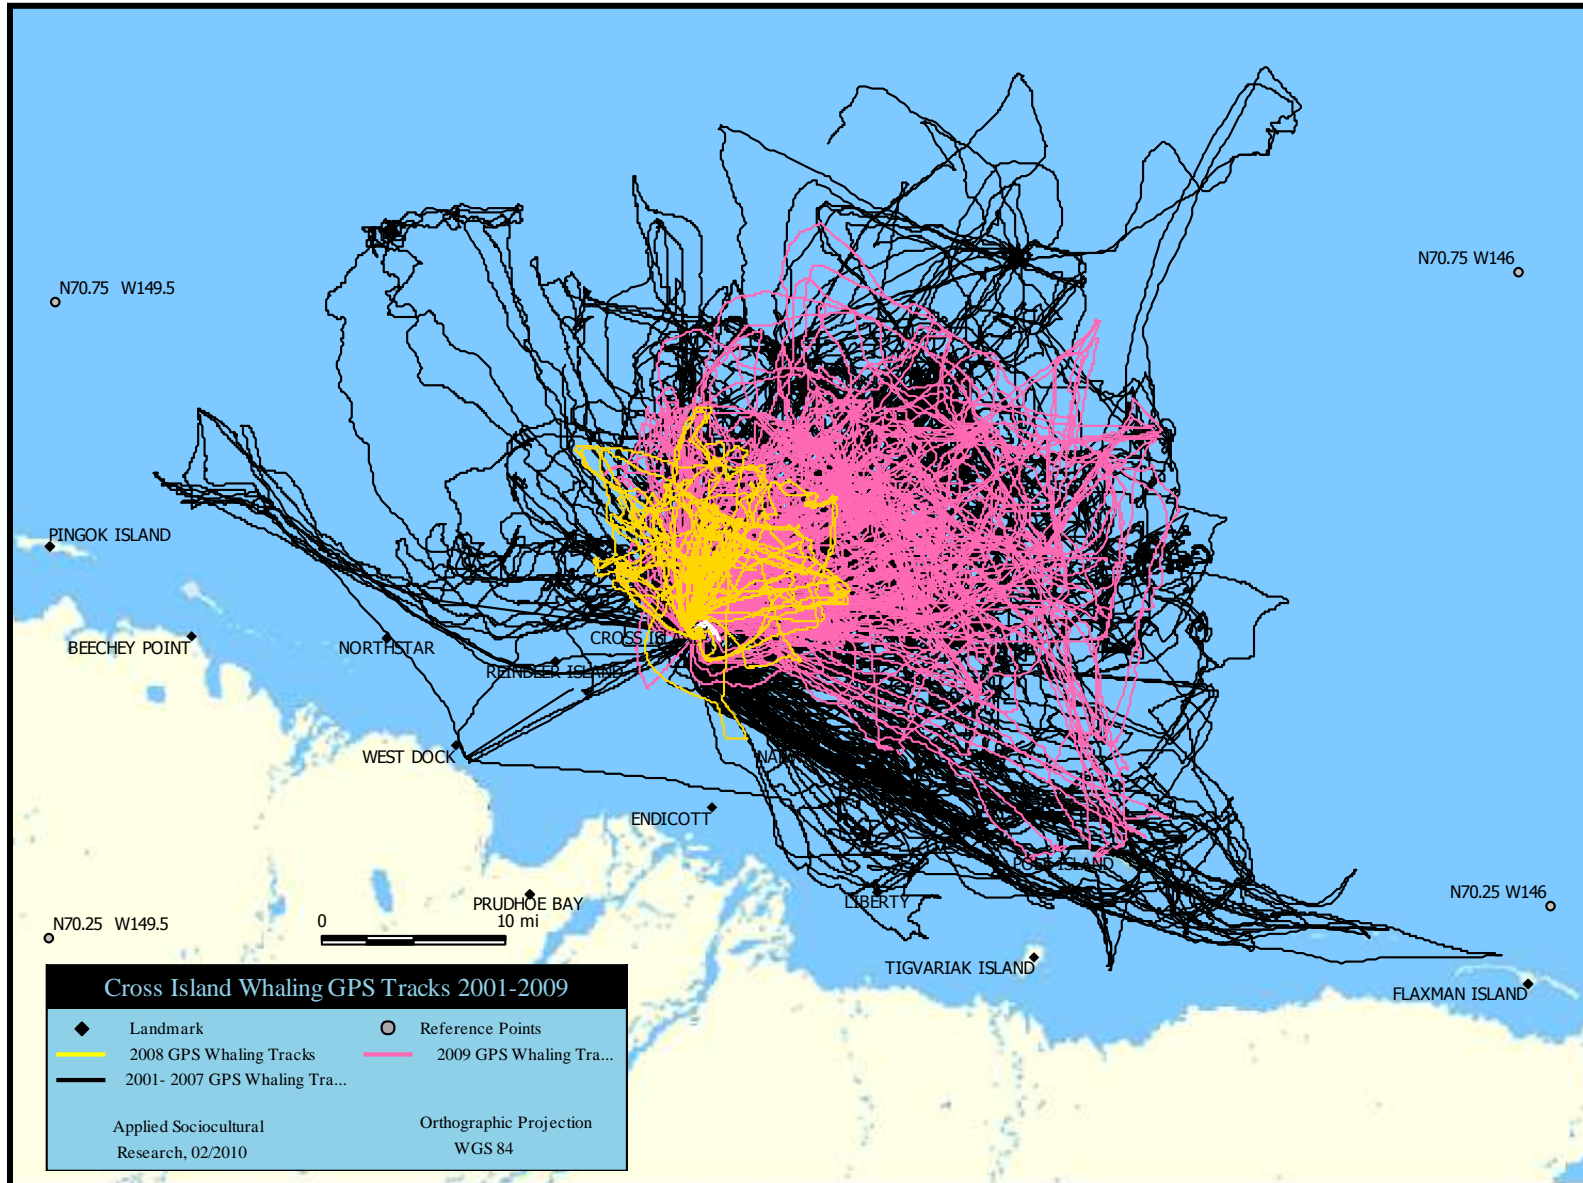 N70.75 W149.5
N70.75 W146
PINGOK ISLAND
BEECHEY POINT
NORTHSTAR
CROSS IS
REINDEER ISLAND
WEST DOCK
ENDICOTT
POLE ISLAND
PRUDHOE BAY
LIBERTY
N70.25 W146
N70.25 W149.5
0 10 mi
TIGVARIAK ISLAND
FLAXMAN ISLAND
Cross Island Whaling GPS Tracks 2001-2009
Landmark
Reference Points
2008 GPS Whaling Tracks
2009 GPS Whaling Tra...
2001- 2007 GPS Whaling Tra...
Applied Sociocultural
Research, 02/2010
Orthographic Projection
WGS 84